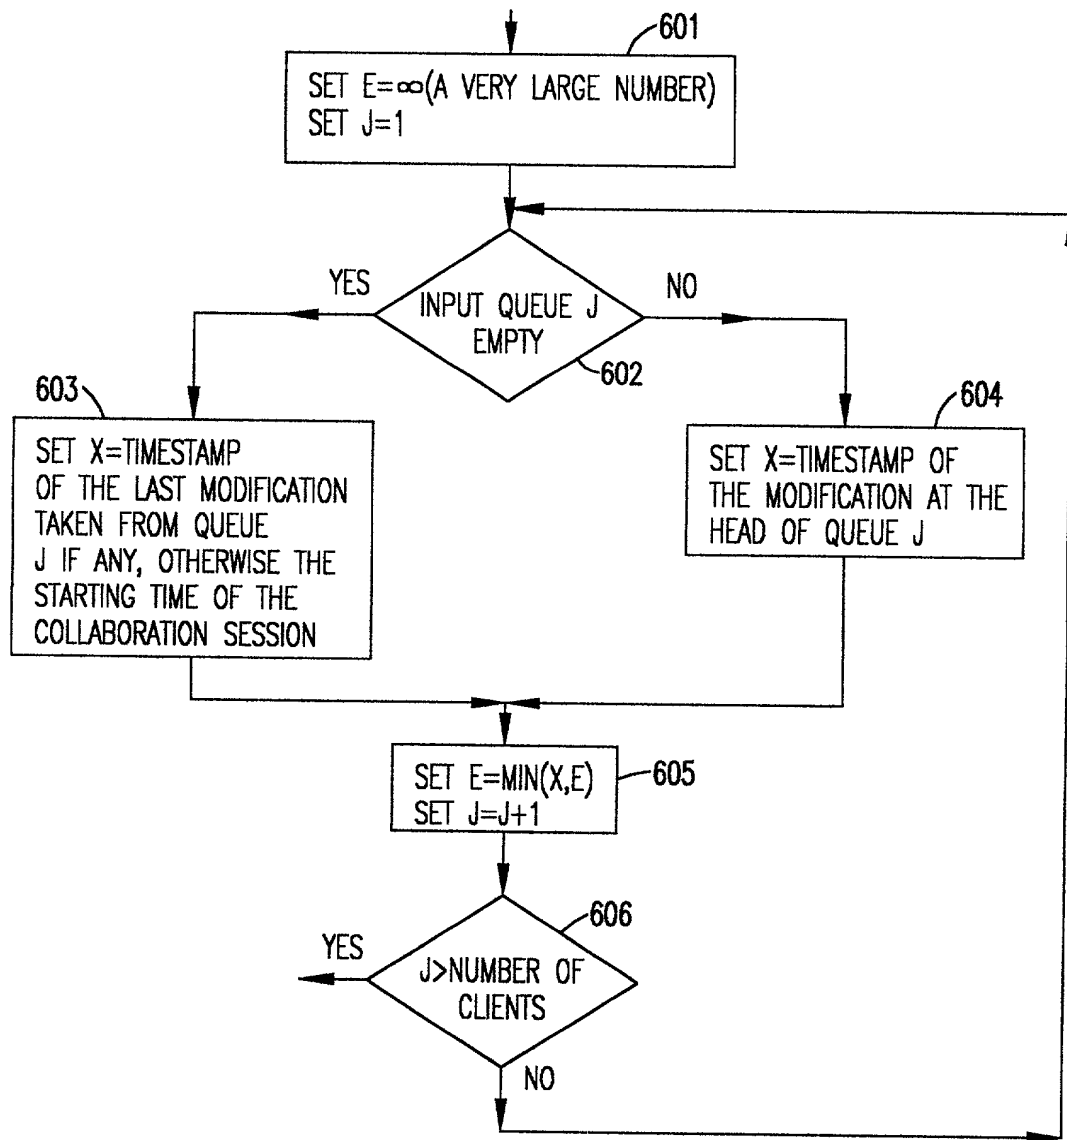 601
SET E=∞(A VERY LARGE NUMBER)
SET J=1
YES
NO
INPUT QUEUE J
EMPTY
602
603
SET X=TIMESTAMP
OF THE LAST MODIFICATION
TAKEN FROM QUEUE
J IF ANY, OTHERWISE THE
STARTING TIME OF THE
COLLABORATION SESSION
604
SET X=TIMESTAMP OF
THE MODIFICATION AT THE
HEAD OF QUEUE J
SET E=MIN(X,E)
SET J=J+1
605
606
YES
J>NUMBER OF
CLIENTS
NO